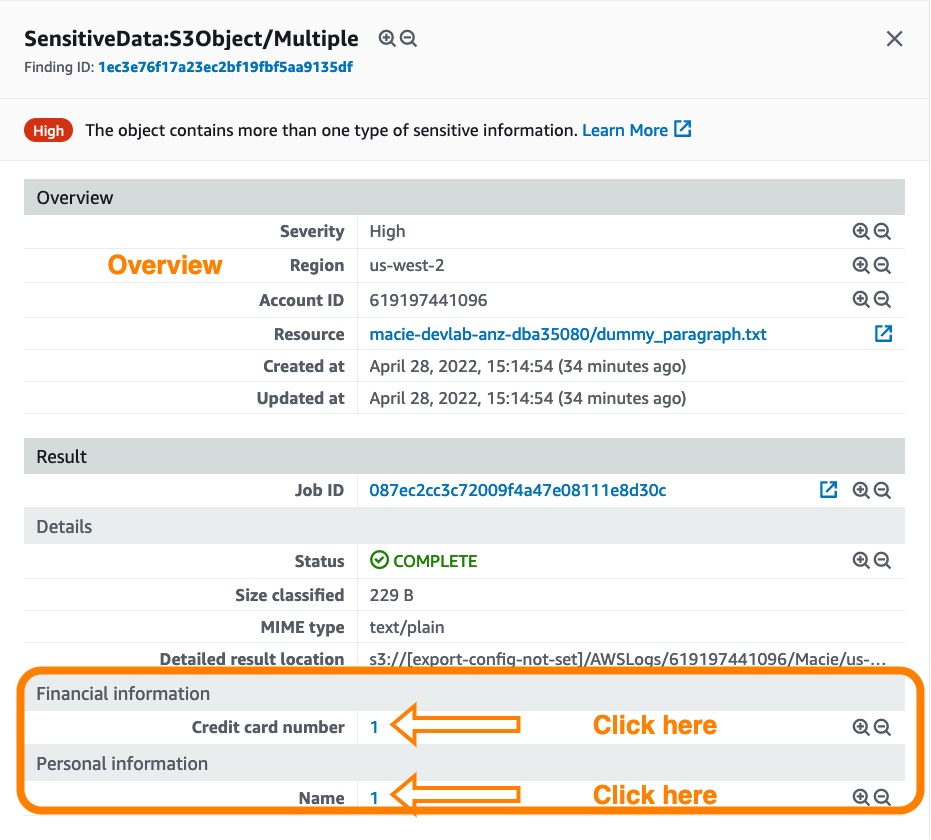 SensitiveData:S3Object/Multiple
Finding ID: 1ec3e76f17a23ec2bf19fbf5aa9135df
High The object contains more than one type of sensitive information. Learn More
Overview
Severity High
Overview Region us-west-2
Account ID 619197441096
Resource macie-devlab-anz-dba35080/dummy_paragraph.txt
Created at April 28, 2022, 15:14:54 (34 minutes ago)
Updated at April 28, 2022, 15:14:54 (34 minutes ago)
Result
Job ID 087ec2cc3c72009f4a47e08111e8d30c
Details
Status COMPLETE
Size classified 229 B
MIME type text/plain
Detailed result location s3://[export-config-not-set]/AWSLogs/619197441096/Macie/us-...
Financial information
Credit card number 1 Click here
Personal information
Name 1 Click here